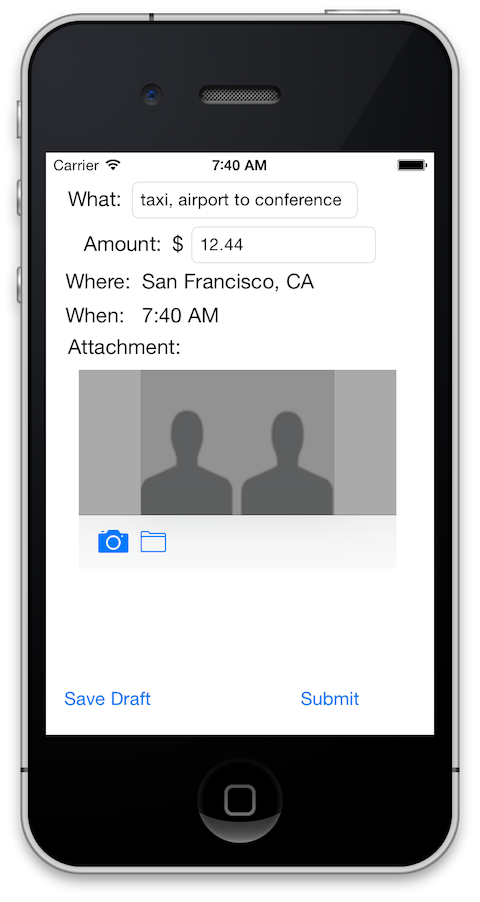 Carrier 7:40 AM
What: taxi, airport to conference
Amount: $ 12.44
Where: San Francisco, CA
When: 7:40 AM
Attachment:
Save Draft Submit